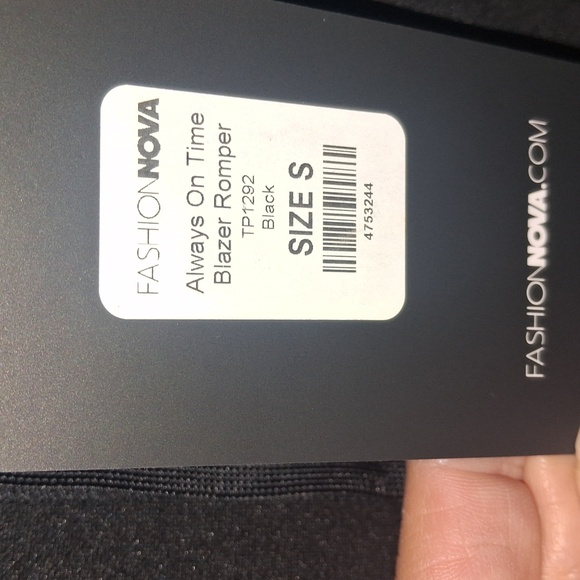 FASHIONNOVA
Always On Time
Blazer Romper
TP1292
Black
SIZE S
4753244
FASHIONNOVA.COM